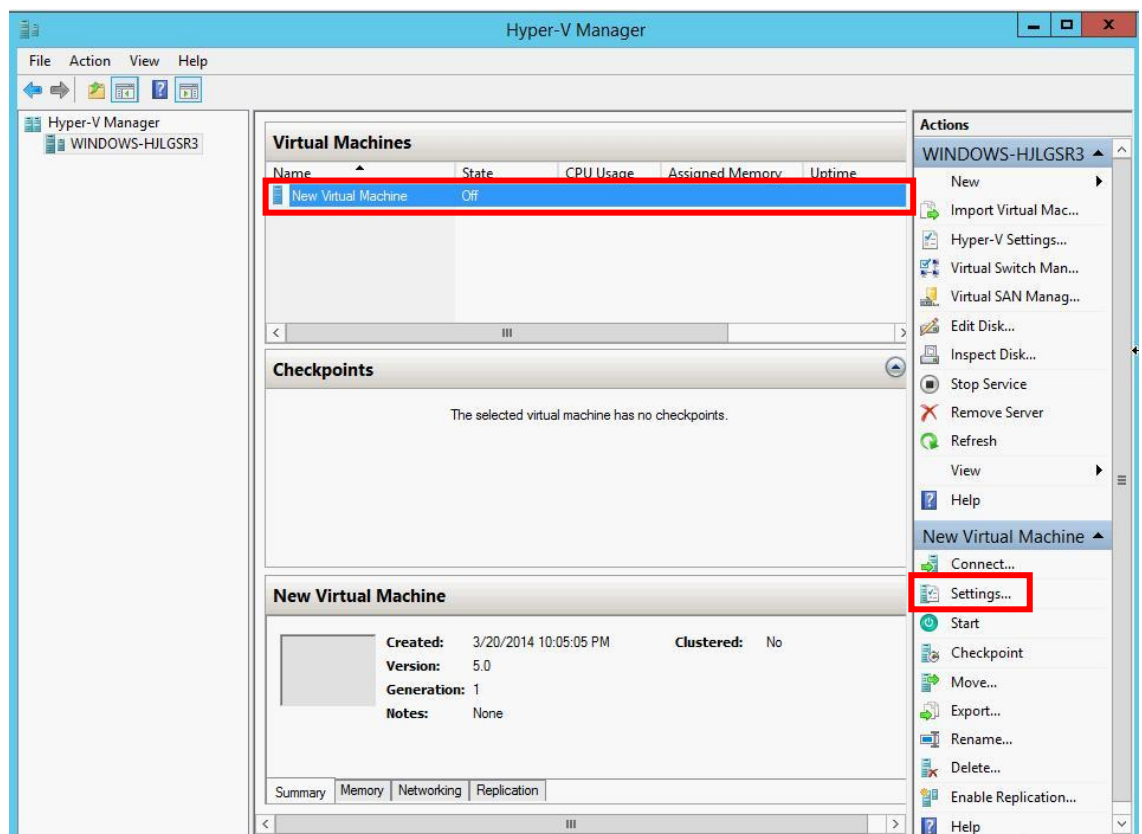 Hyper-V Manager
File Action View Help
Hyper-V Manager
WINDOWS-HJLGSR3
Virtual Machines
Name State CPU Usage Assigned Memory Uptime
New Virtual Machine Off
Checkpoints
The selected virtual machine has no checkpoints.
New Virtual Machine
Created: 3/20/2014 10:05:05 PM Clustered: No
Version: 5.0
Generation: 1
Notes: None
Summary Memory Networking Replication
Actions
WINDOWS-HJLGSR3
New
Import Virtual Mac...
Hyper-V Settings...
Virtual Switch Man...
Virtual SAN Manag...
Edit Disk...
Inspect Disk...
Stop Service
Remove Server
Refresh
View
Help
New Virtual Machine
Connect...
Settings...
Start
Checkpoint
Move...
Export...
Rename...
Delete...
Enable Replication...
Help